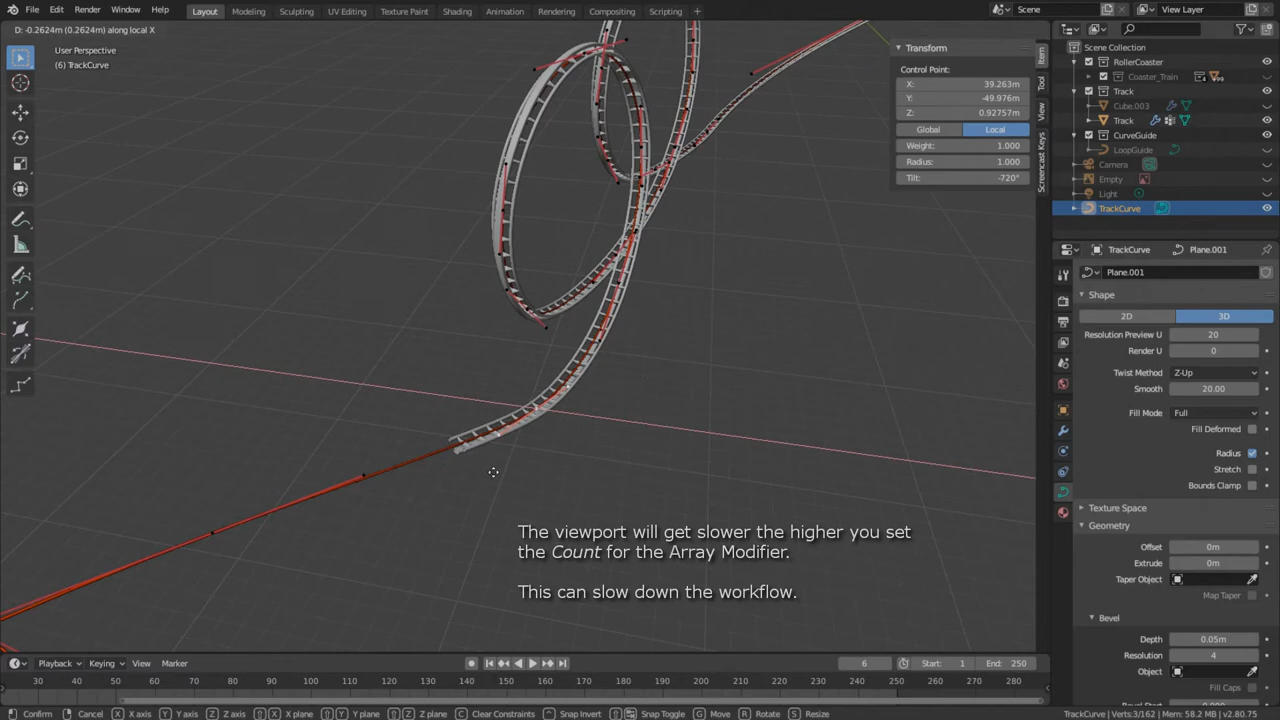 File Edit Render Window Help Layout Modeling Sculpting UV Editing Texture Paint Shading Animation Rendering Compositing Scripting + Scene View Layer
D: -0.2624m (0.2624m) along local X
User Perspective
(6) TrackCurve
Transform
Control Point:
X: 39.263m
Y: -49.976m
Z: 0.92757m
Global Local
Weight: 1.000
Radius: 1.000
Tilt: -720°
Item
Tool
View
Screencast Keys
Scene Collection
RollerCoaster
Coaster_Train
Track
Cube.003
Track
CurveGuide
LoopGuide
Camera
Empty
Light
TrackCurve
TrackCurve Plane.001
Plane.001
Shape
2D 3D
Resolution Preview U 20
Render U 0
Twist Method Z-Up
Smooth 20.00
Fill Mode Full
Fill Deformed
Radius
Stretch
Bounds Clamp
Texture Space
Geometry
Offset 0m
Extrude 0m
Taper Object
Map Taper
Bevel
Depth 0.05m
Resolution 4
Object
Fill Caps
The viewport will get slower the higher you set
the Count for the Array Modifier.
This can slow down the workflow.
Playback Keying View Marker 6 Start: 1 End: 250
30 40 50 60 70 80 90 100 110 120 130 140 150 160 170 180 190 200 210 220 230 240 250 260 270 280
Confirm Cancel X X axis Y Y axis Z Z axis X X plane Y Y plane Z Z plane C Clear Constraints Snap Invert Snap Toggle G Move R Rotate S Resize TrackCurve | Verts:3/162 | Mem: 58.2 MB | v2.80.75